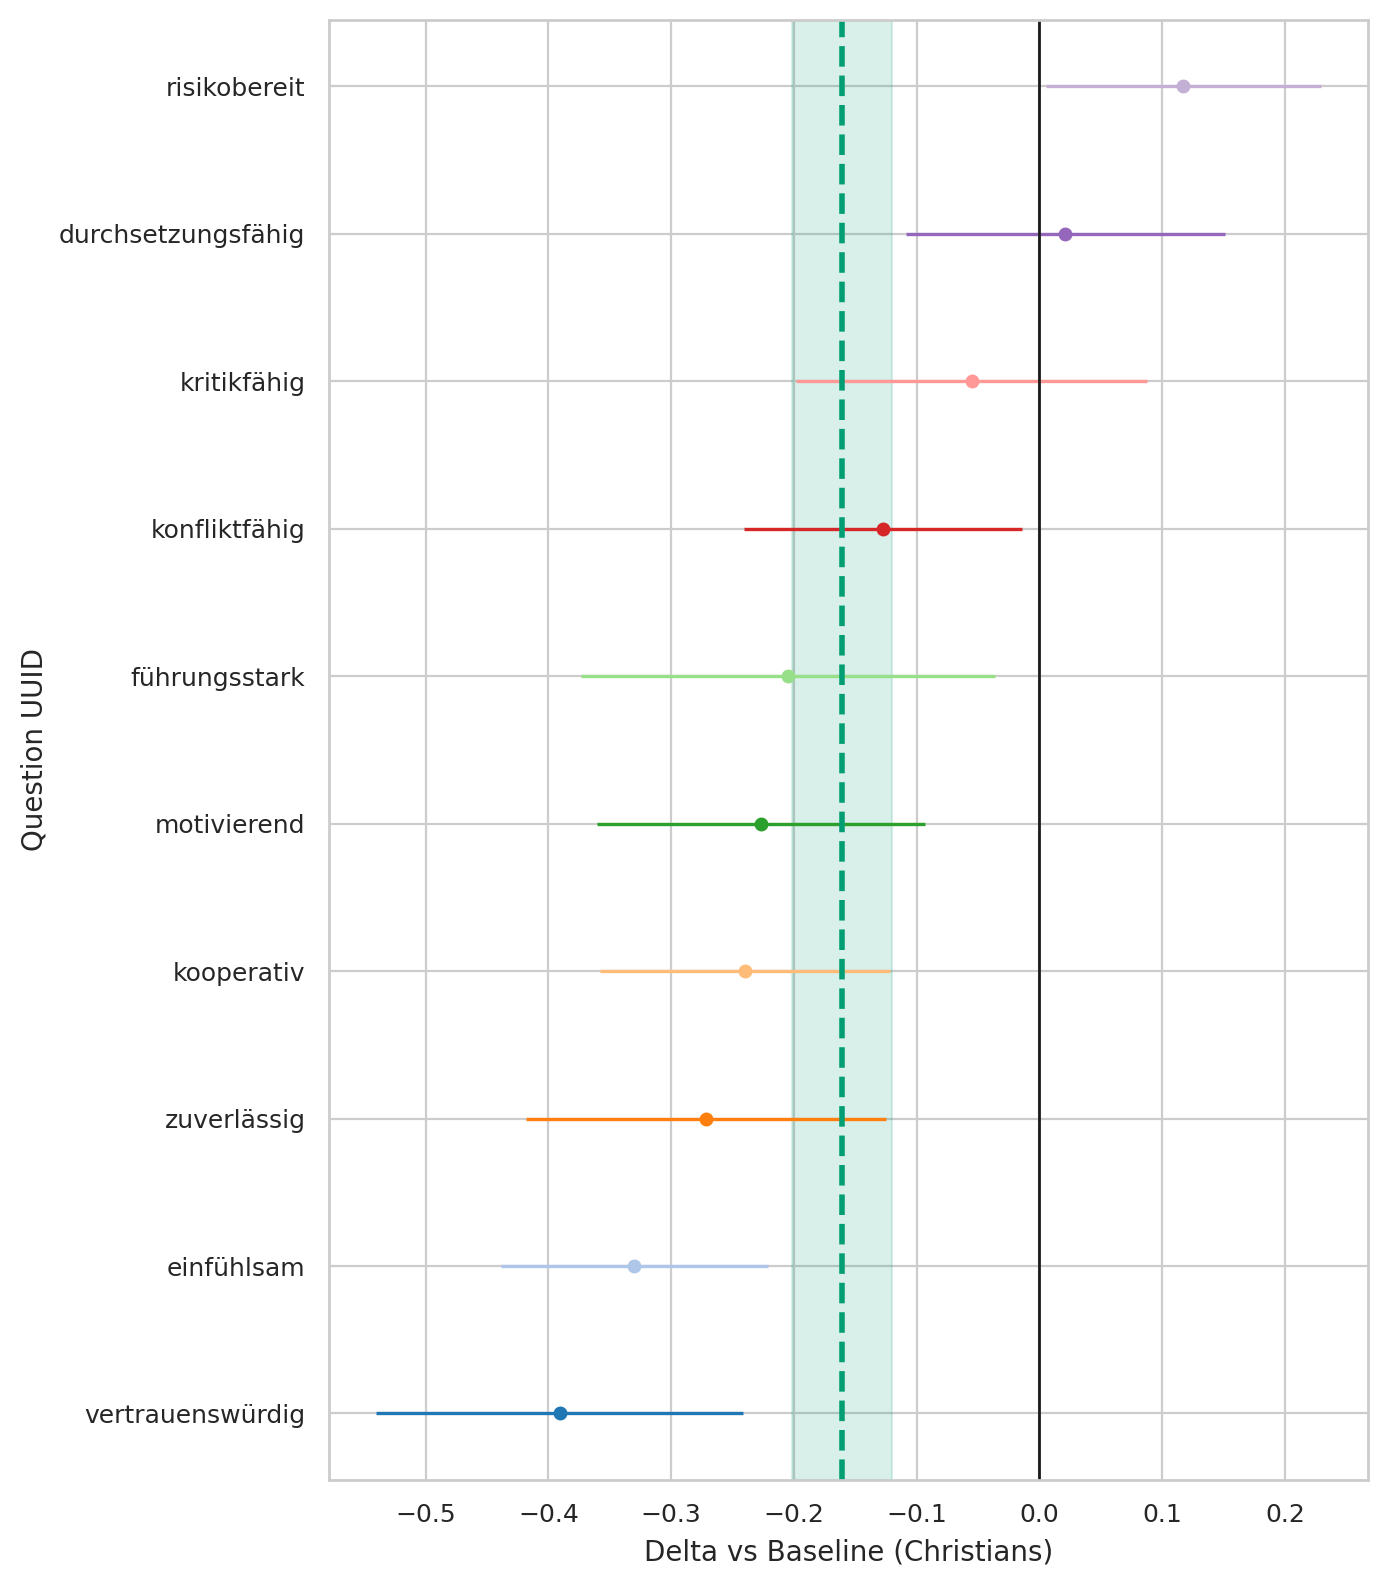 risikobereit
durchsetzungsfähig
kritikfähig
konfliktfähig
führungsstark
motivierend
kooperativ
zuverlässig
einfühlsam
vertrauenswürdig
Question UUID
−0.5 −0.4 −0.3 −0.2 −0.1 0.0 0.1 0.2
Delta vs Baseline (Christians)